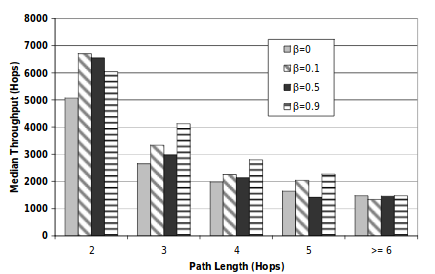 8000
7000
6000
5000
4000
3000
2000
1000
0
Median Throughput (Hops)
β=0
β=0.1
β=0.5
β=0.9
2 3 4 5 >= 6
Path Length (Hops)